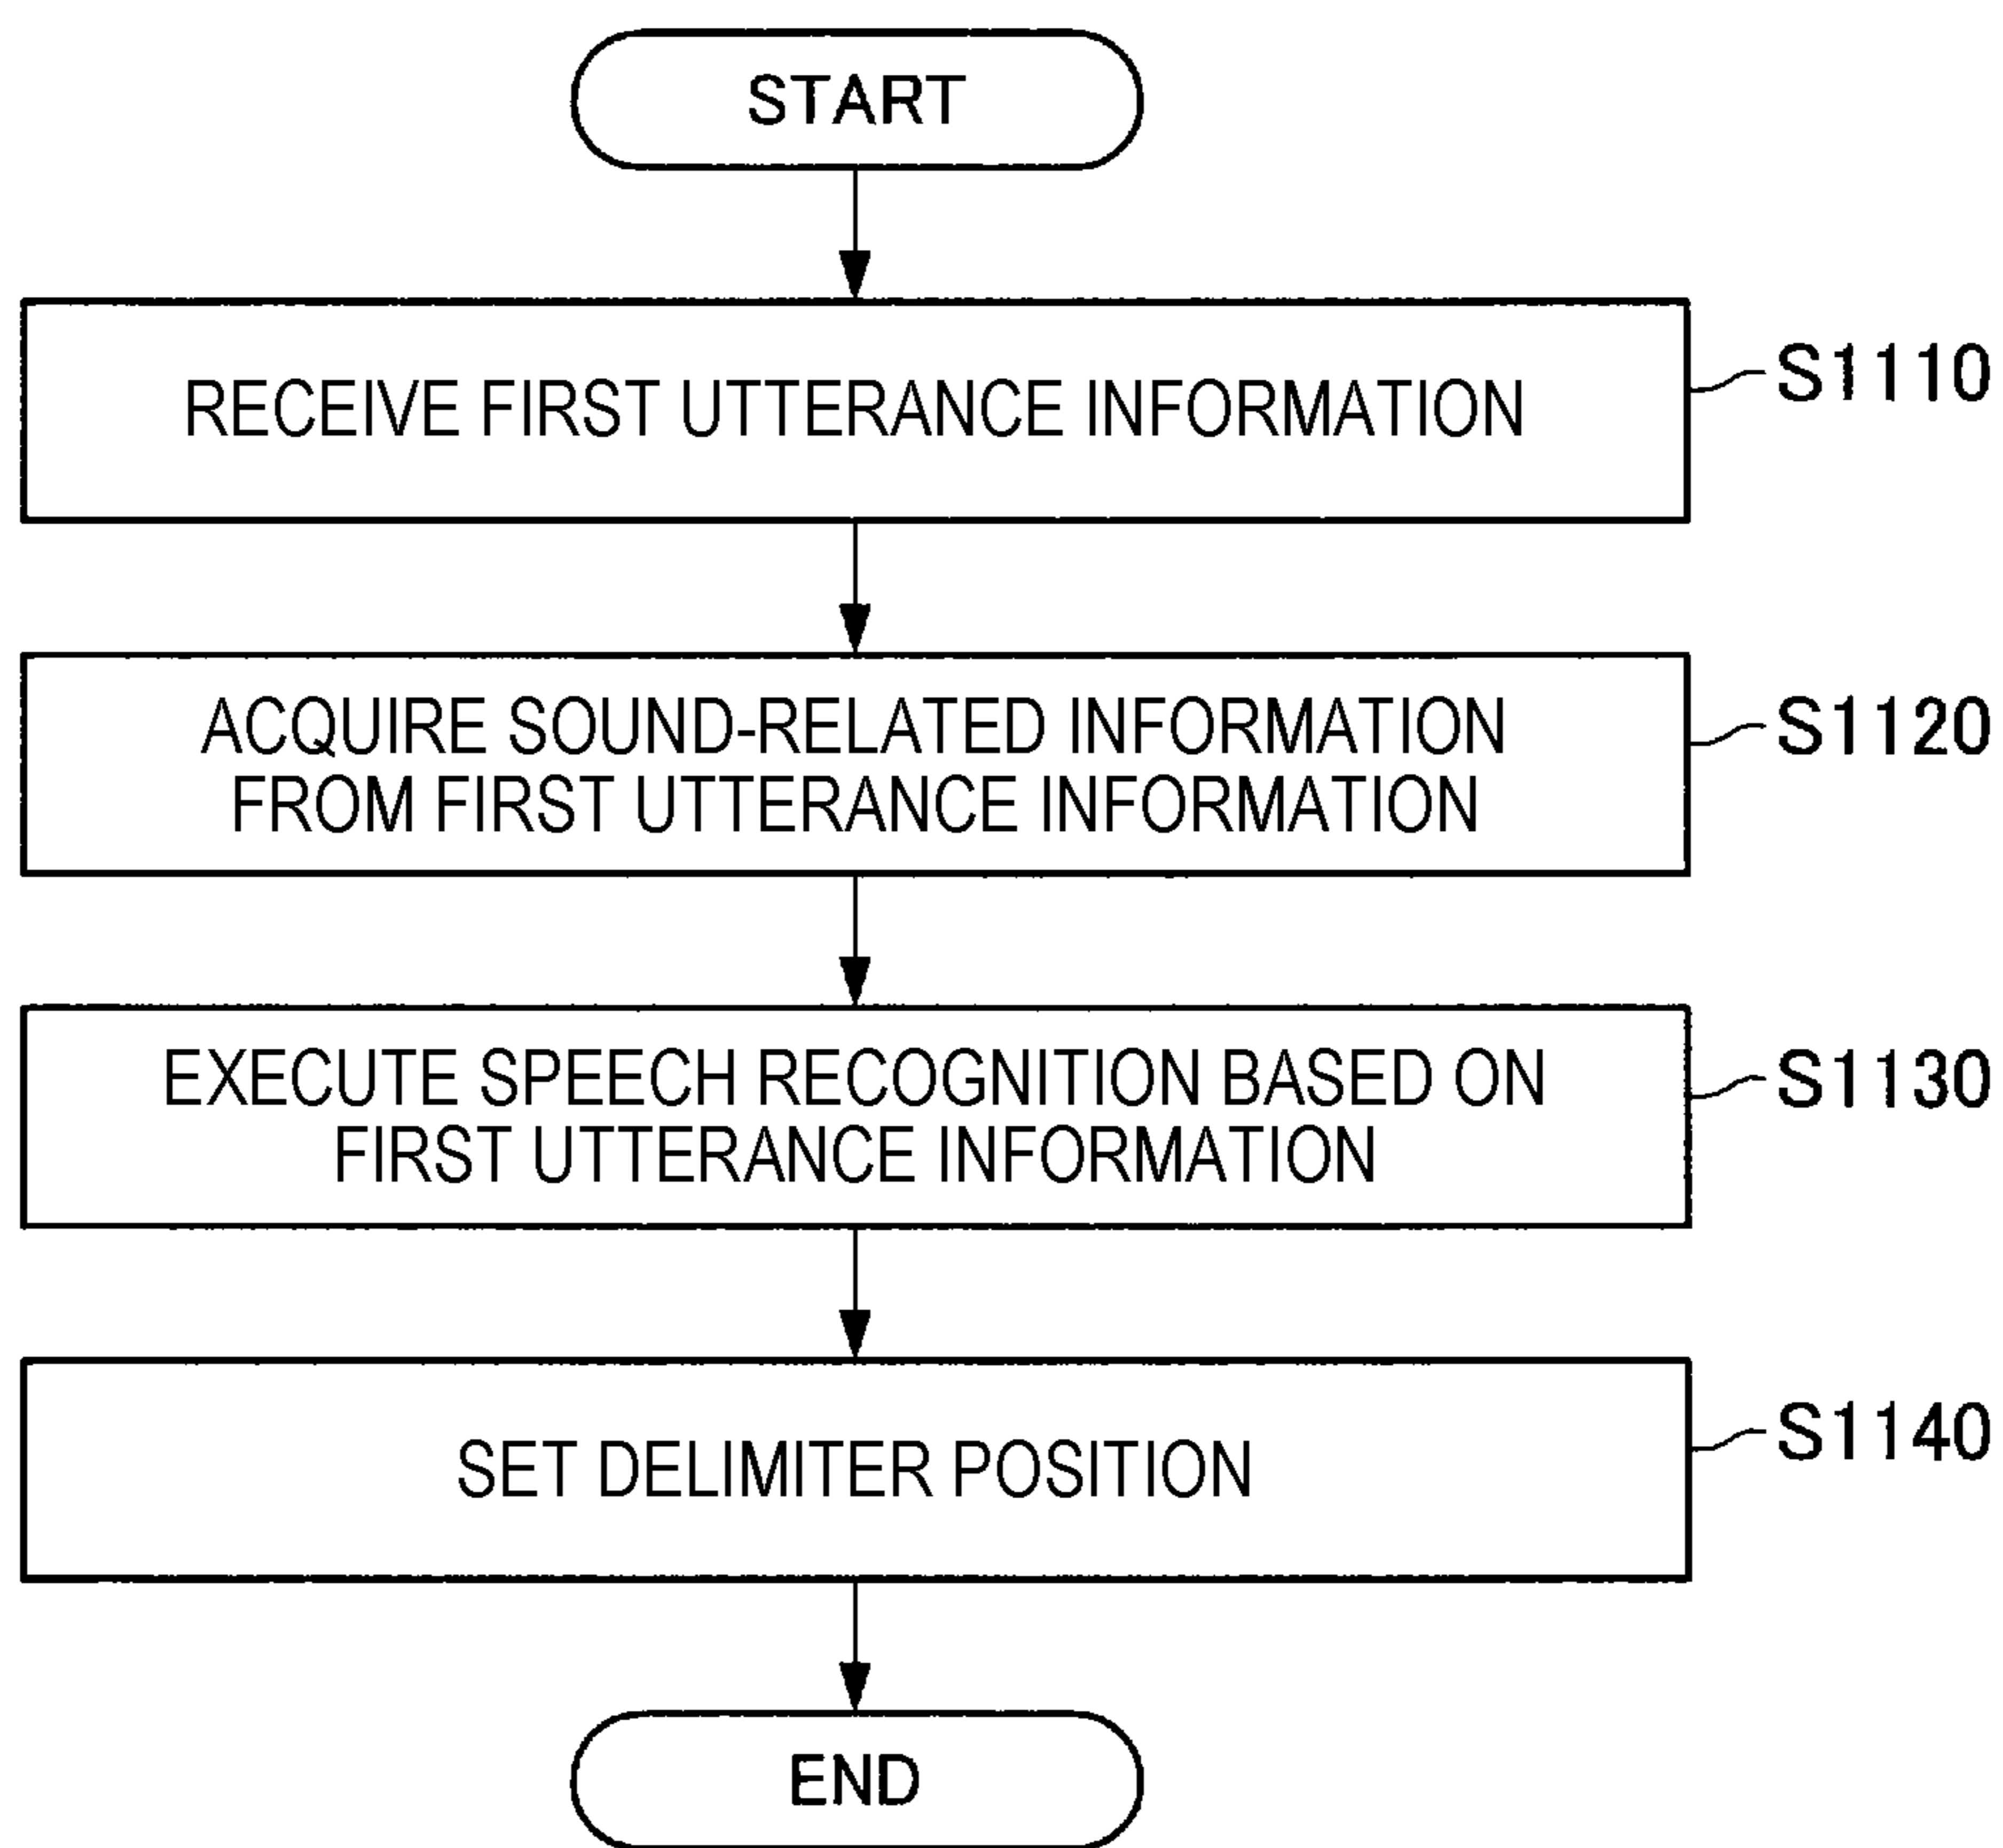 START
RECEIVE FIRST UTTERANCE INFORMATION
S1110
ACQUIRE SOUND-RELATED INFORMATION
FROM FIRST UTTERANCE INFORMATION
S1120
EXECUTE SPEECH RECOGNITION BASED ON
FIRST UTTERANCE INFORMATION
S1130
SET DELIMITER POSITION
S1140
END